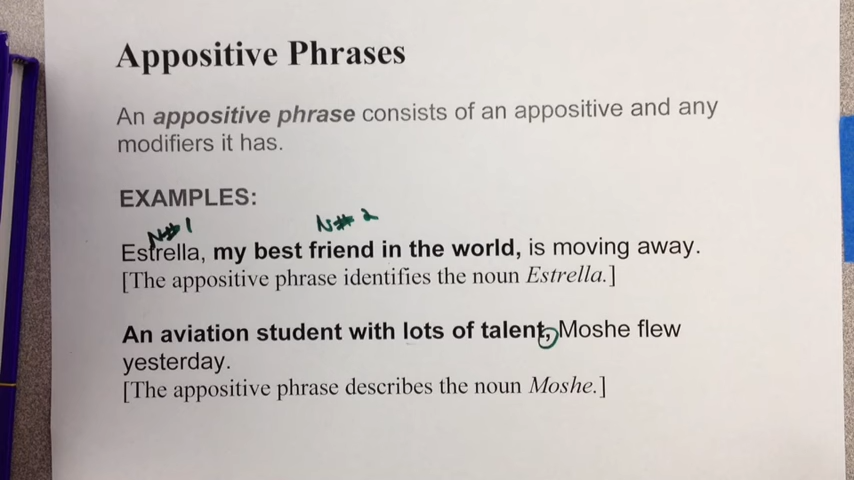 Appositive Phrases
An appositive phrase consists of an appositive and any
modifiers it has.
EXAMPLES:
N#1 N#2
Estrella, my best friend in the world, is moving away.
[The appositive phrase identifies the noun Estrella.]
An aviation student with lots of talent, Moshe flew
yesterday.
[The appositive phrase describes the noun Moshe.]